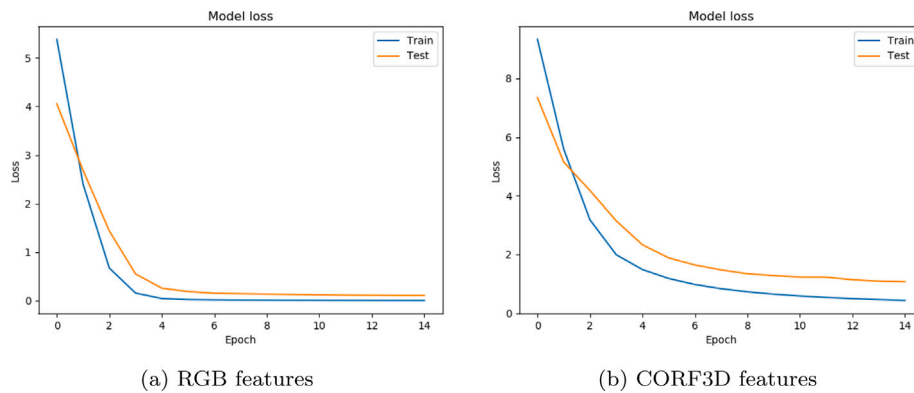 Model loss
Train
Test
Loss
5
4
3
2
1
0
0 2 4 6 8 10 12 14
Epoch
(a) RGB features
Model loss
Train
Test
Loss
8
6
4
2
0
0 2 4 6 8 10 12 14
Epoch
(b) CORF3D features